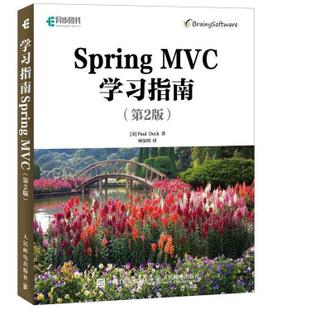 异步图书
BrainySoftware
Spring MVC
学习指南
(第2版)
[美]Paul Deck 著
学习指南Spring MVC
(第2版)
人民邮电出版社